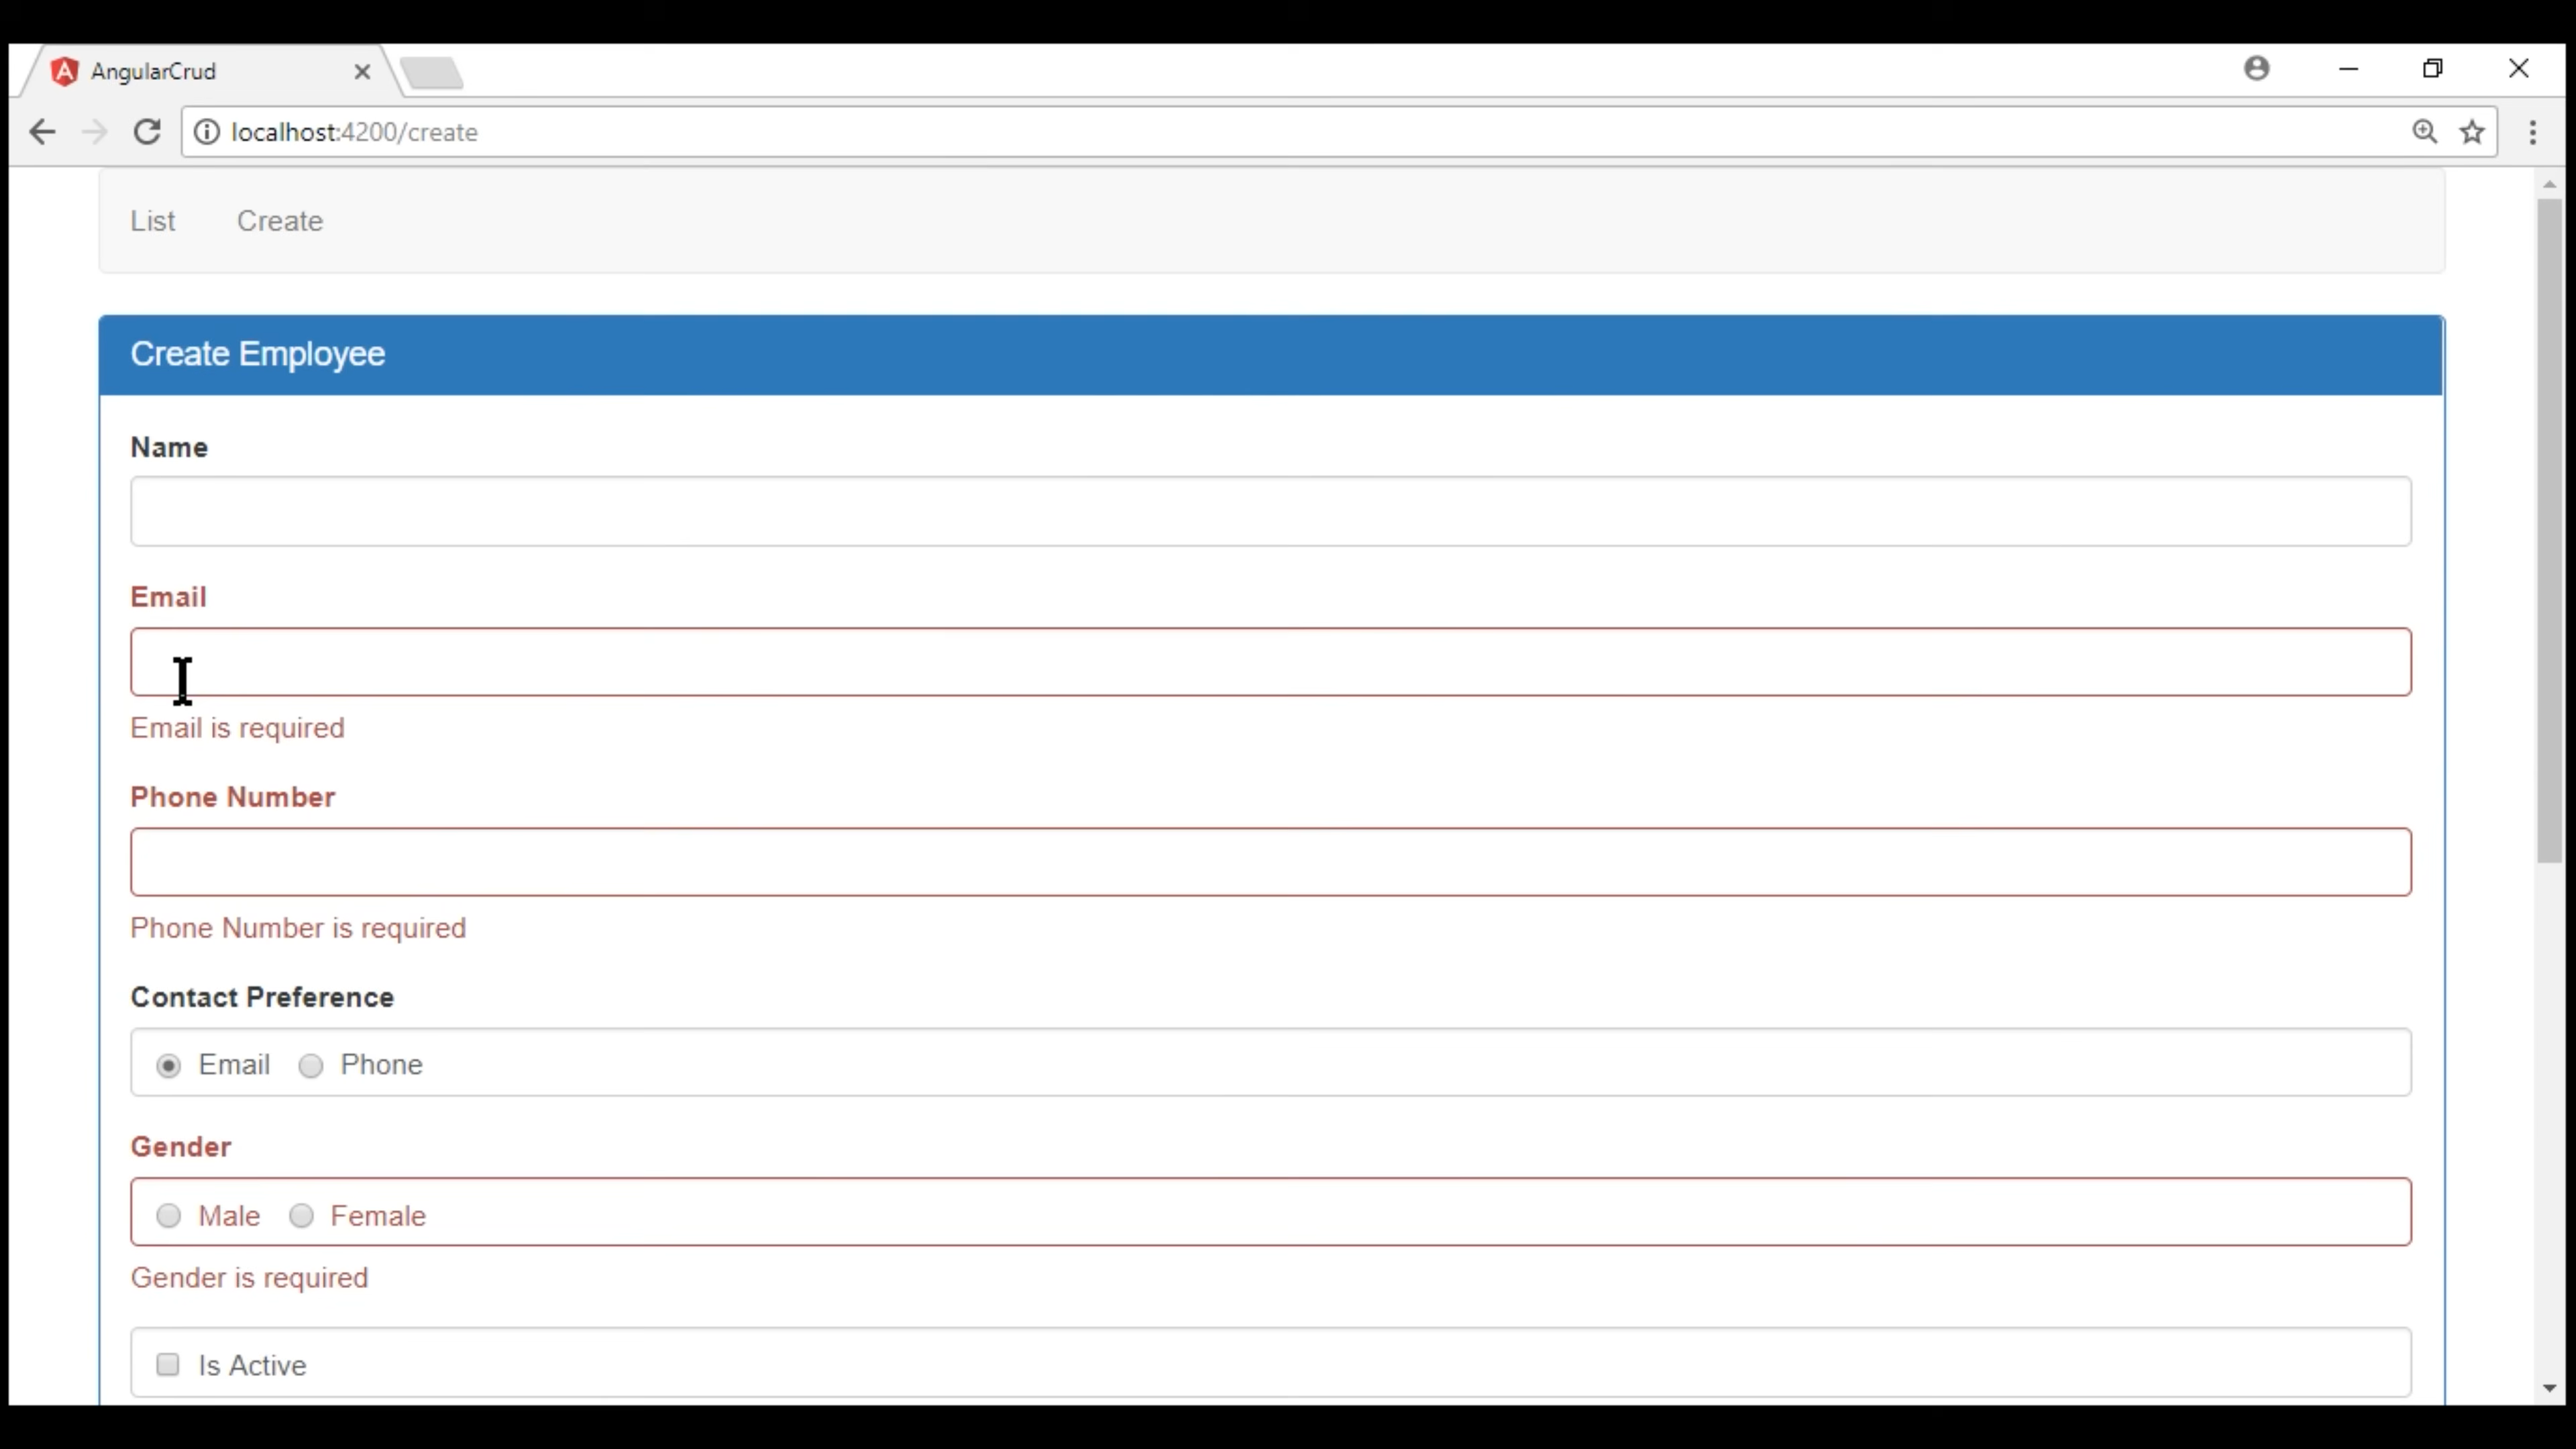 AngularCrud
localhost:4200/create
List Create
Create Employee
Name
Email
Email is required
Phone Number
Phone Number is required
Contact Preference
Email Phone
Gender
Male Female
Gender is required
Is Active